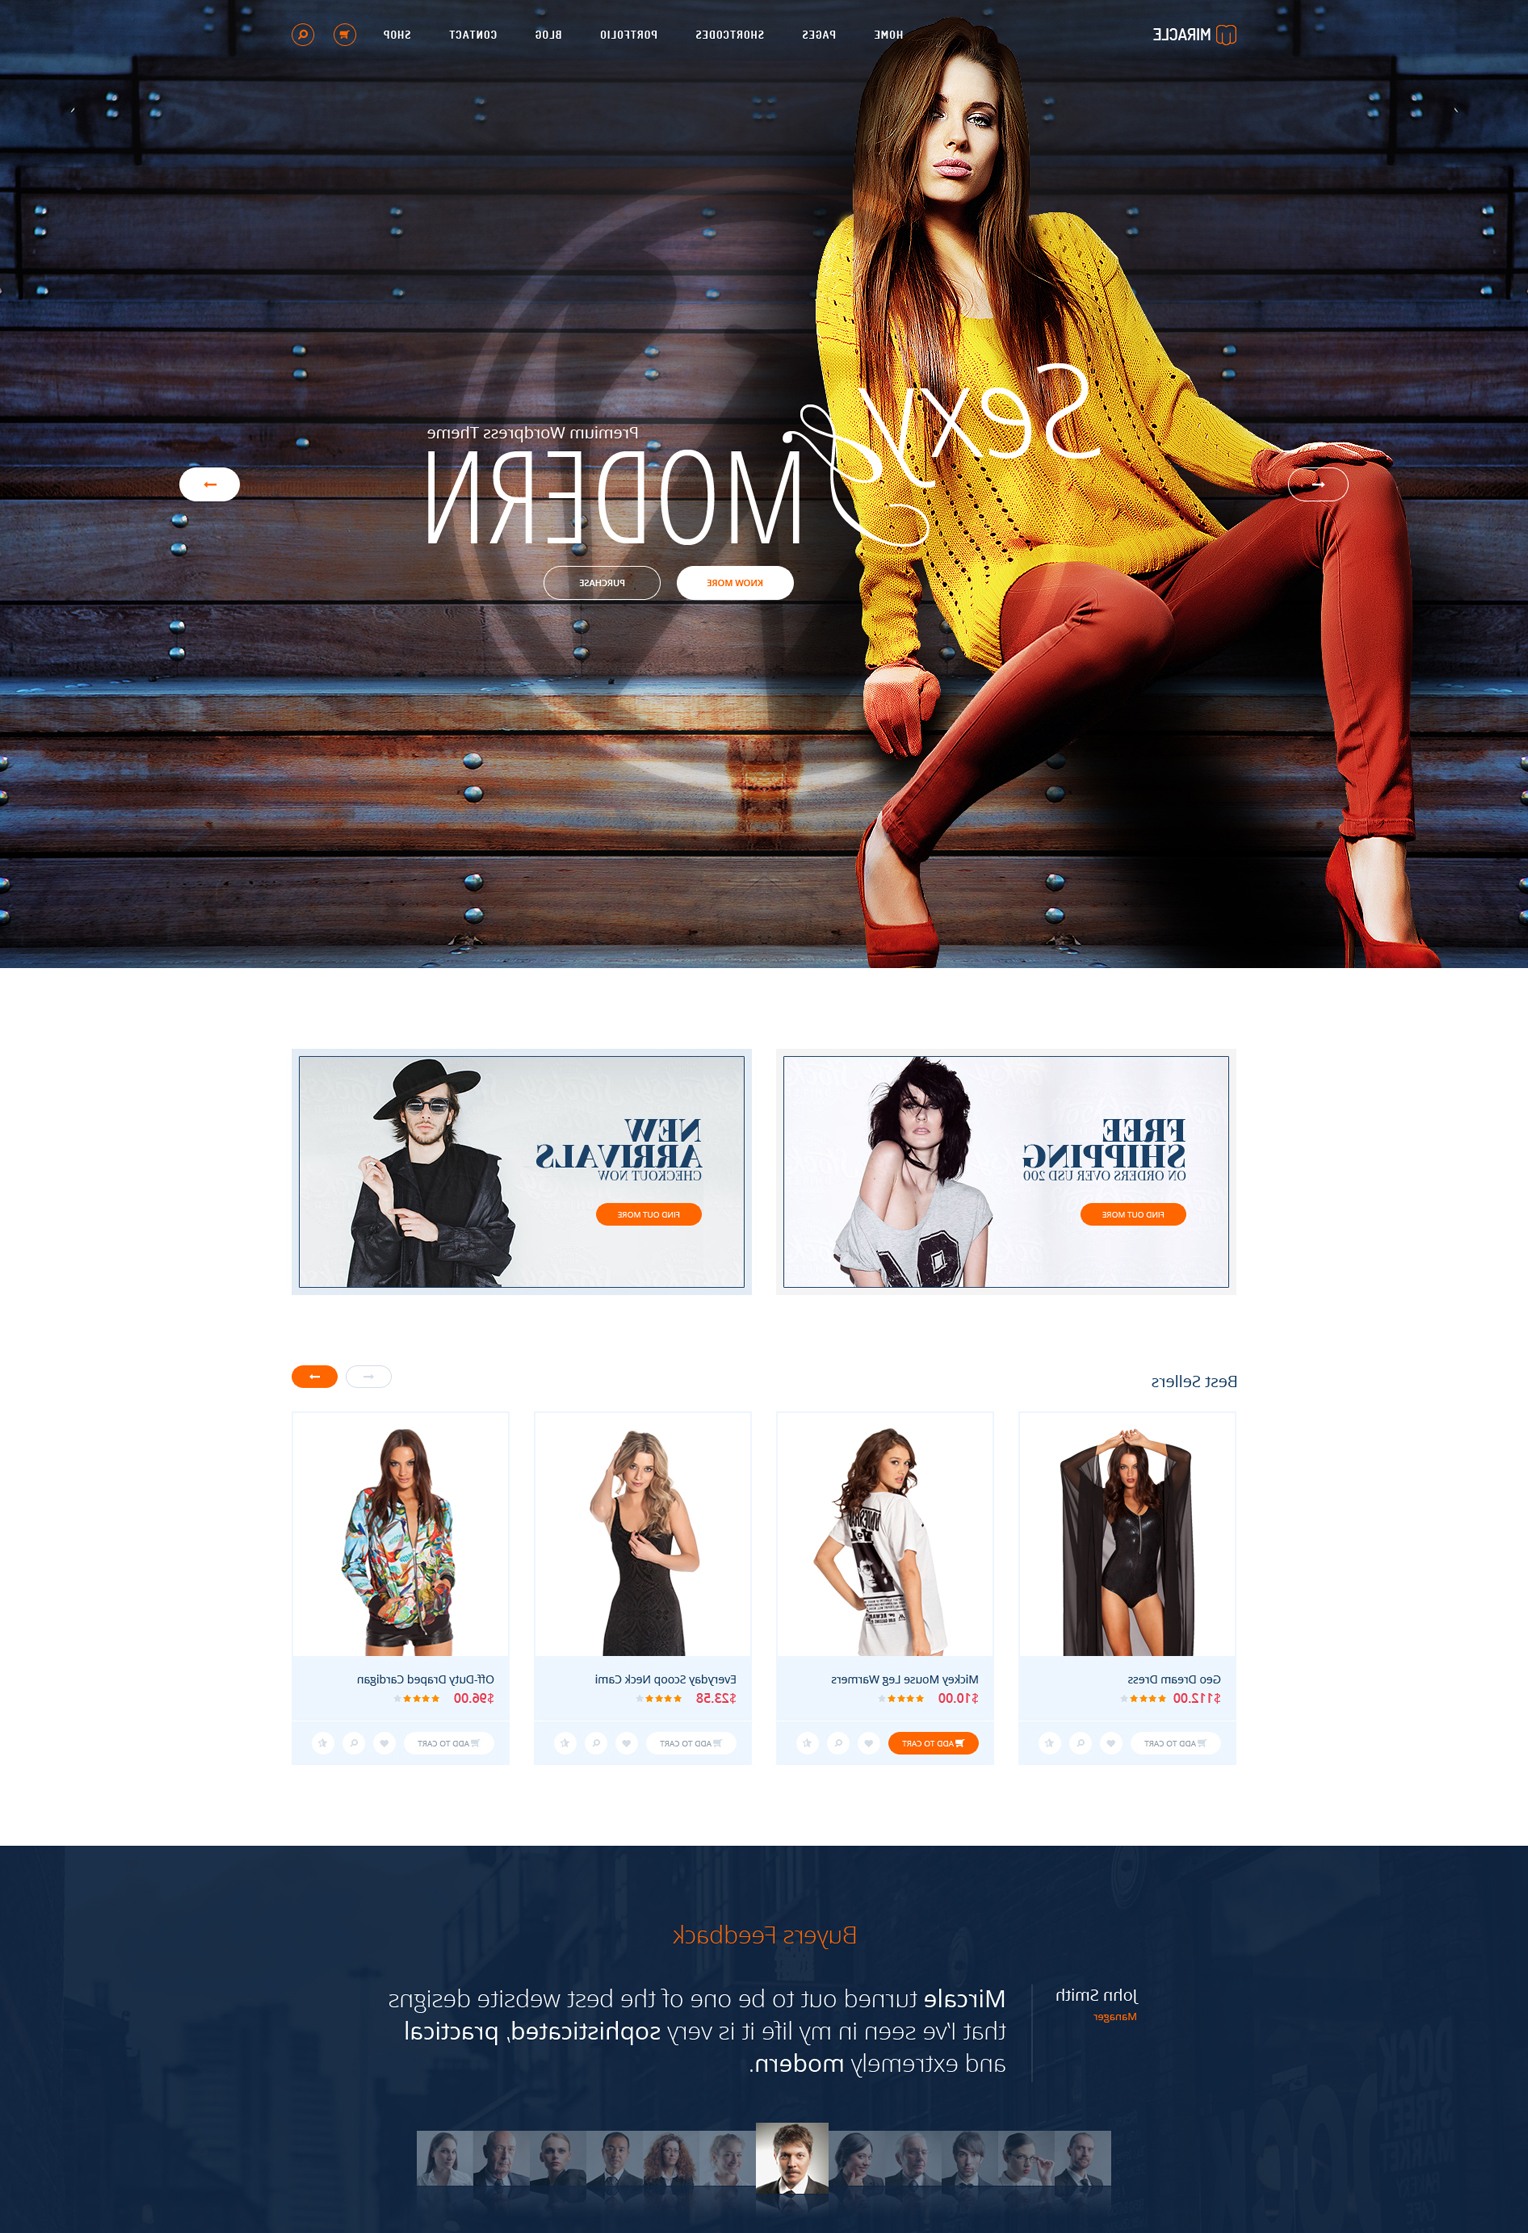 MIRACLE
HOME PAGES SHORTCODES PORTFOLIO BLOG CONTACT SHOP
Sexy
&
Premium Wordpress Theme
MODERN
KNOW MORE
PURCHASE
FREE
SHIPPING
ON ORDERS OVER USD 200
FIND OUT MORE
NEW
ARRIVALS
CHECKOUT NOW
FIND OUT MORE
Best Sellers
Geo Dream Dress
$112.00
ADD TO CART
Mickey Mouse Leg Warmers
$10.00
ADD TO CART
Everyday Scoop Neck Cami
$23.58
ADD TO CART
Off-Duty Draped Cardigan
$96.00
ADD TO CART
Buyers Feedback
John Smith
Manager
Mircale turned out to be one of the best website designs
that I've seen in my life it is very sophisticated, practical
and extremely modern.